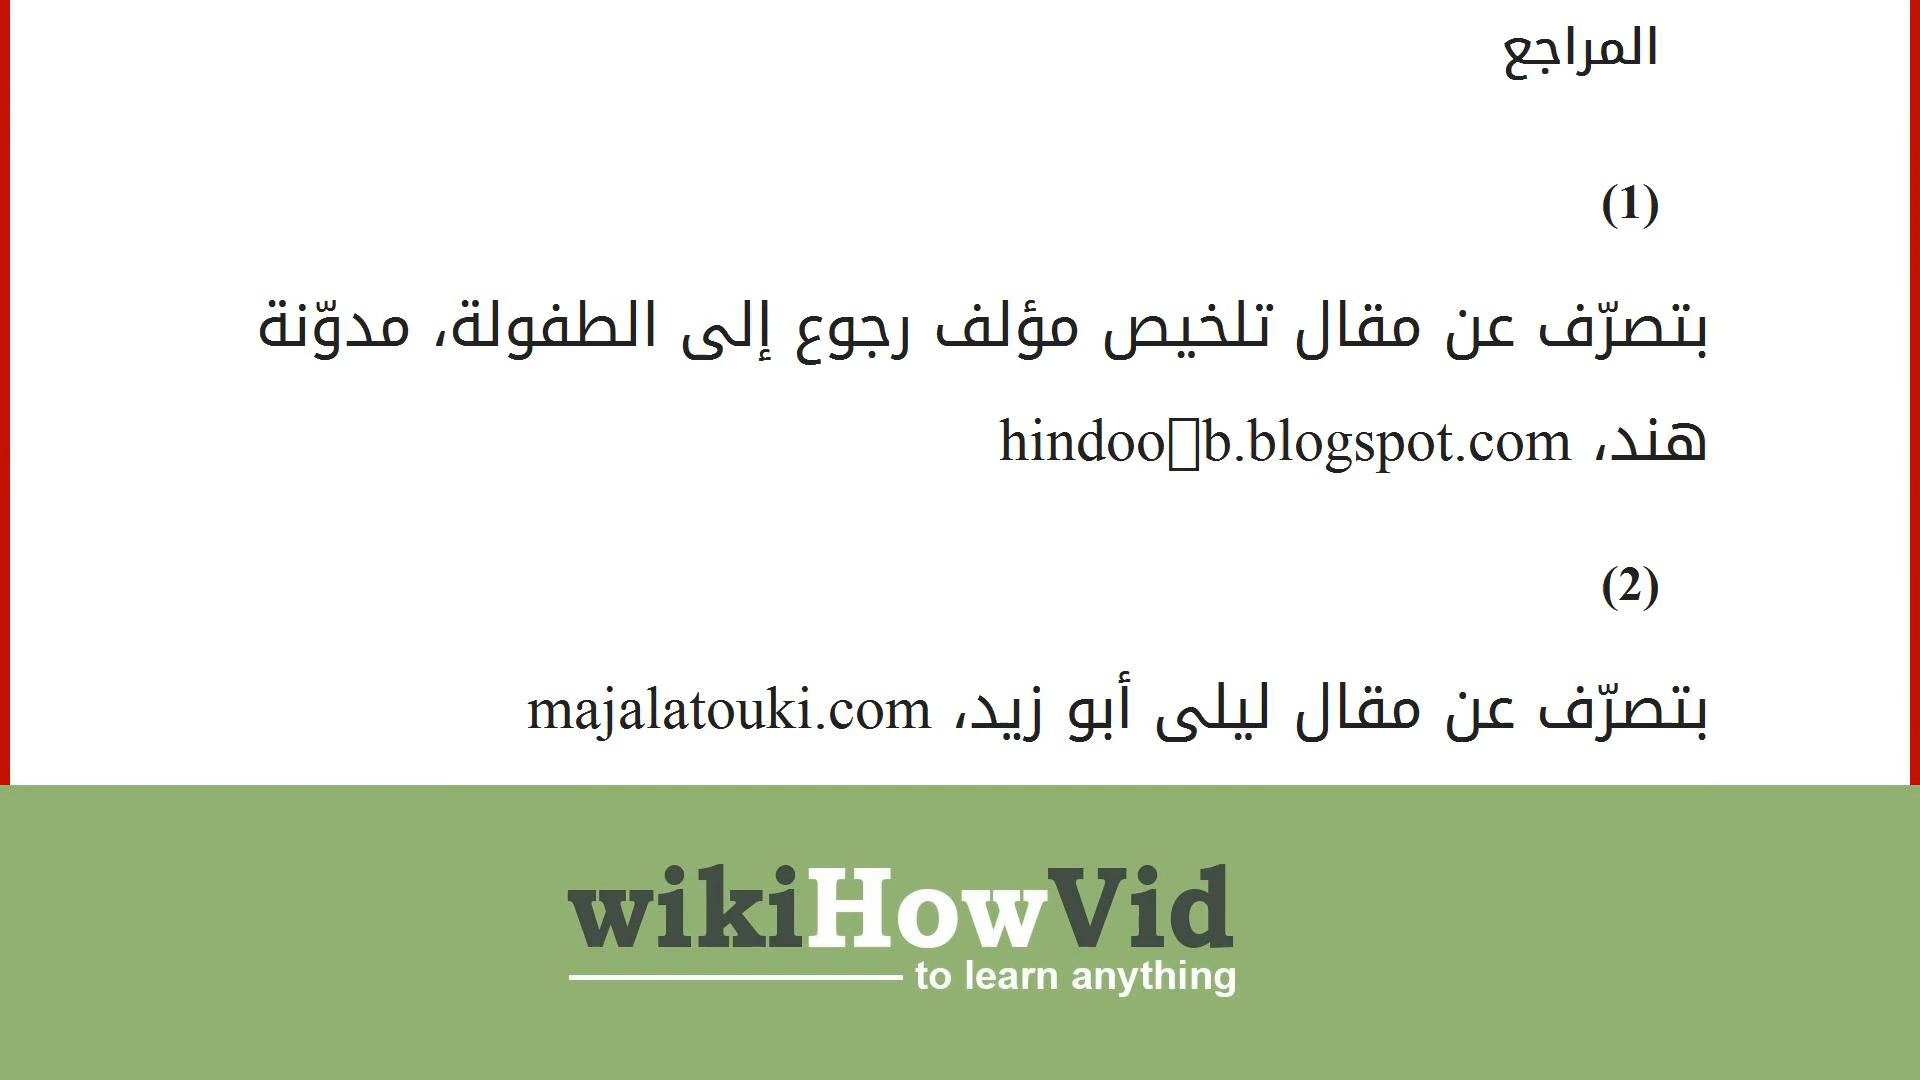 المراجع
(1)
بتصرّف عن مقال تلخيص مؤلف رجوع إلى الطفولة، مدوّنة
هند، hindoo▯b.blogspot.com
(2)
بتصرّف عن مقال ليلى أبو زيد، majalatouki.com
wikiHowVid
to learn anything